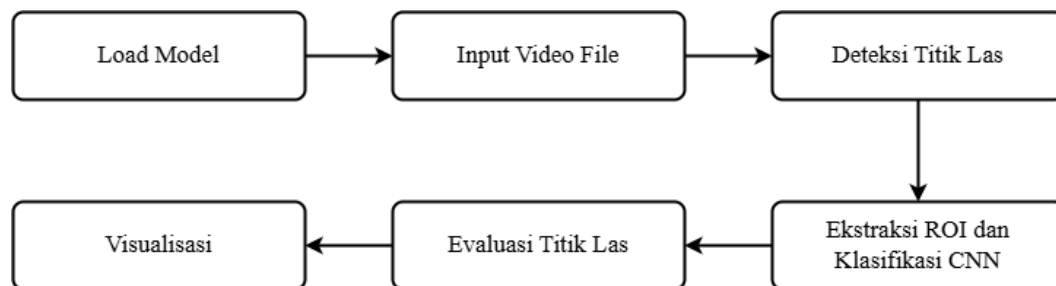 Load Model
Input Video File
Deteksi Titik Las
Ekstraksi ROI dan
Klasifikasi CNN
Evaluasi Titik Las
Visualisasi